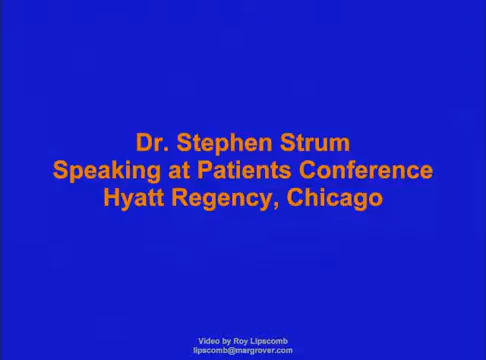 Dr. Stephen Strum
Speaking at Patients Conference
Hyatt Regency, Chicago
Video by Roy Lipscomb
lipscomb@margrover.com